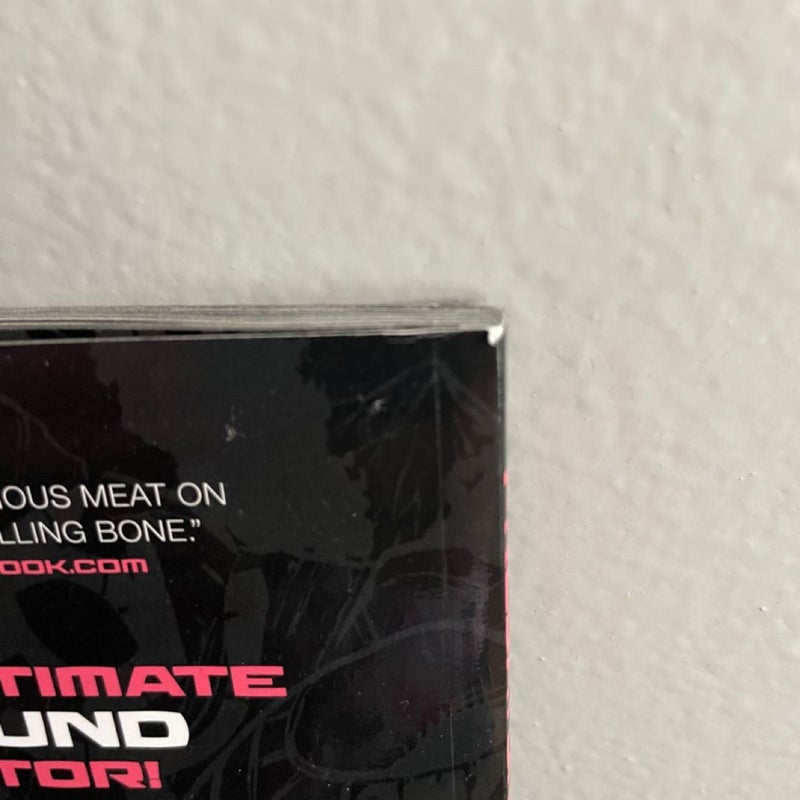 IOUS MEAT ON
LLING BONE."
OOK.COM
TIMATE
UND
TOR!